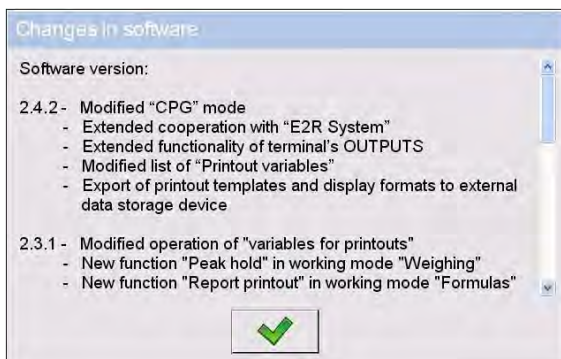 Changes in software
Software version:
2.4.2 - Modified “CPG” mode
- Extended cooperation with “E2R System”
- Extended functionality of terminal's OUTPUTS
- Modified list of “Printout variables”
- Export of printout templates and display formats to external
data storage device
2.3.1 - Modified operation of "variables for printouts"
- New function "Peak hold" in working mode "Weighing"
- New function "Report printout" in working mode "Formulas"